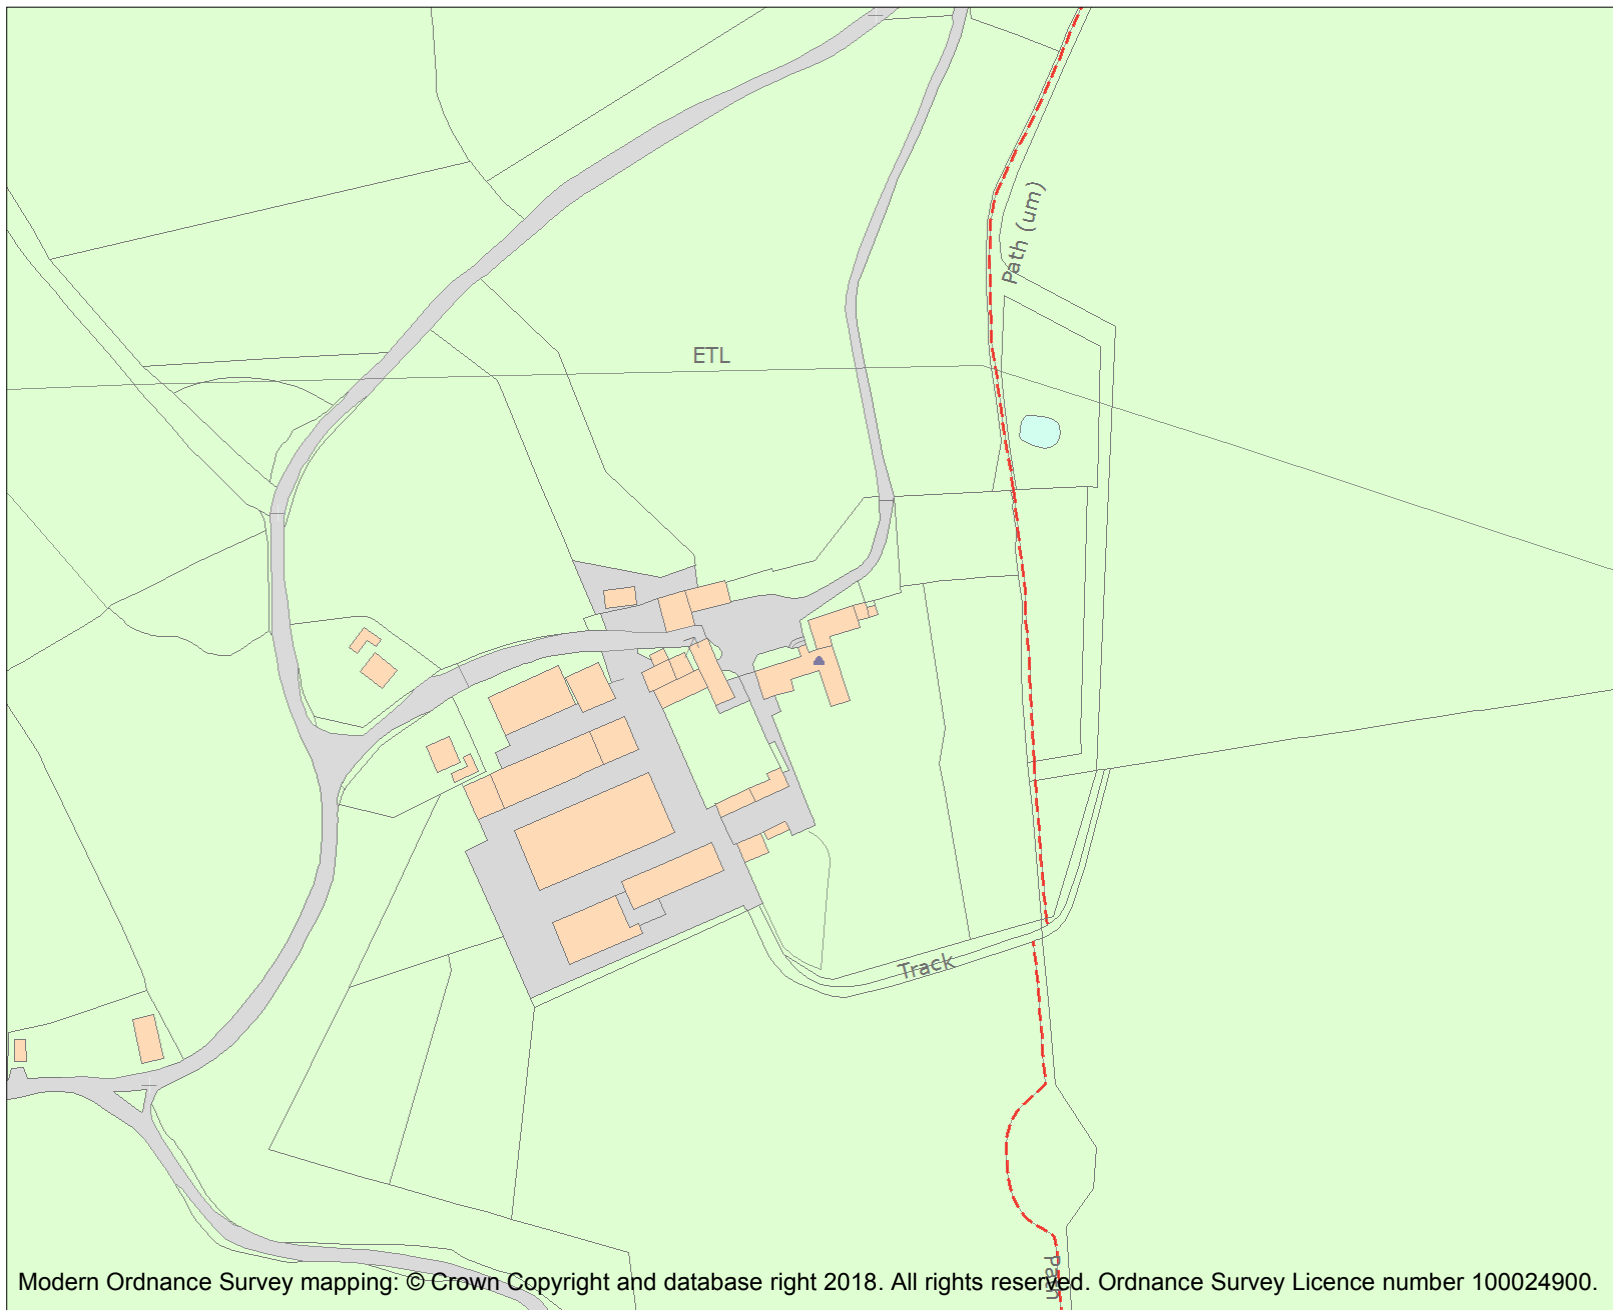 Path (um)
ETL
Track
Path
Modern Ordnance Survey mapping: © Crown Copyright and database right 2018. All rights reserved. Ordnance Survey Licence number 100024900.